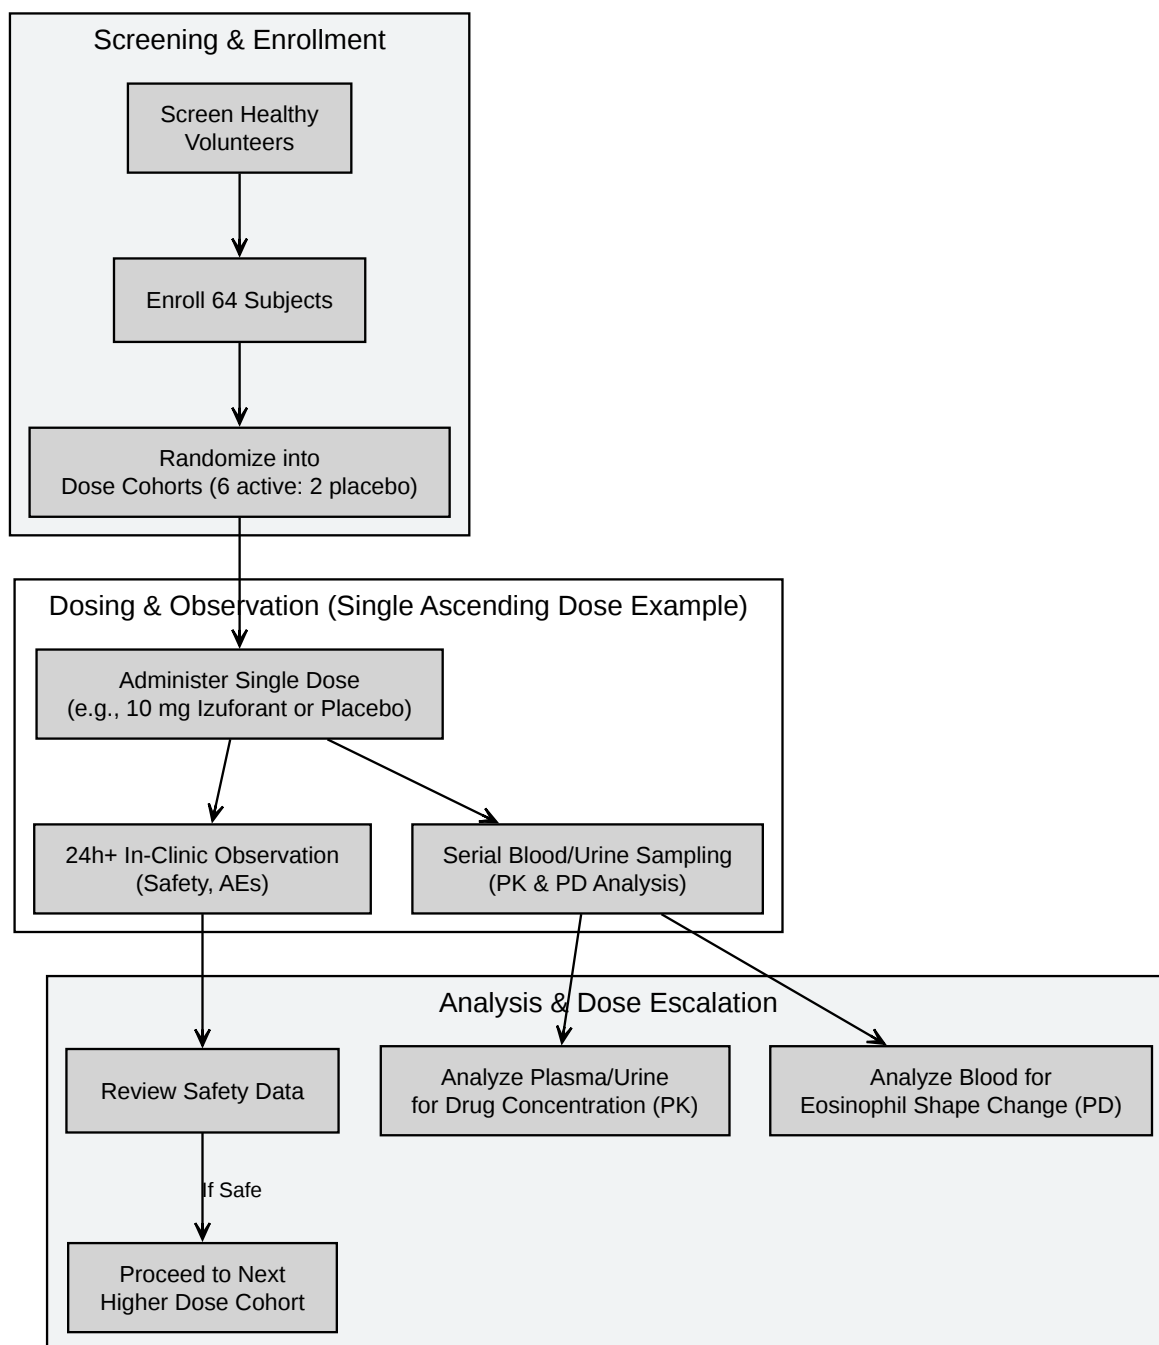 Screening & Enrollment
Screen Healthy
Volunteers
Enroll 64 Subjects
Randomize into
Dose Cohorts (6 active: 2 placebo)
Dosing & Observation (Single Ascending Dose Example)
Administer Single Dose
(e.g., 10 mg Izuforant or Placebo)
24h+ In-Clinic Observation
(Safety, AEs)
Serial Blood/Urine Sampling
(PK & PD Analysis)
Analysis & Dose Escalation
Review Safety Data
Analyze Plasma/Urine
for Drug Concentration (PK)
Analyze Blood for
Eosinophil Shape Change (PD)
If Safe
Proceed to Next
Higher Dose Cohort